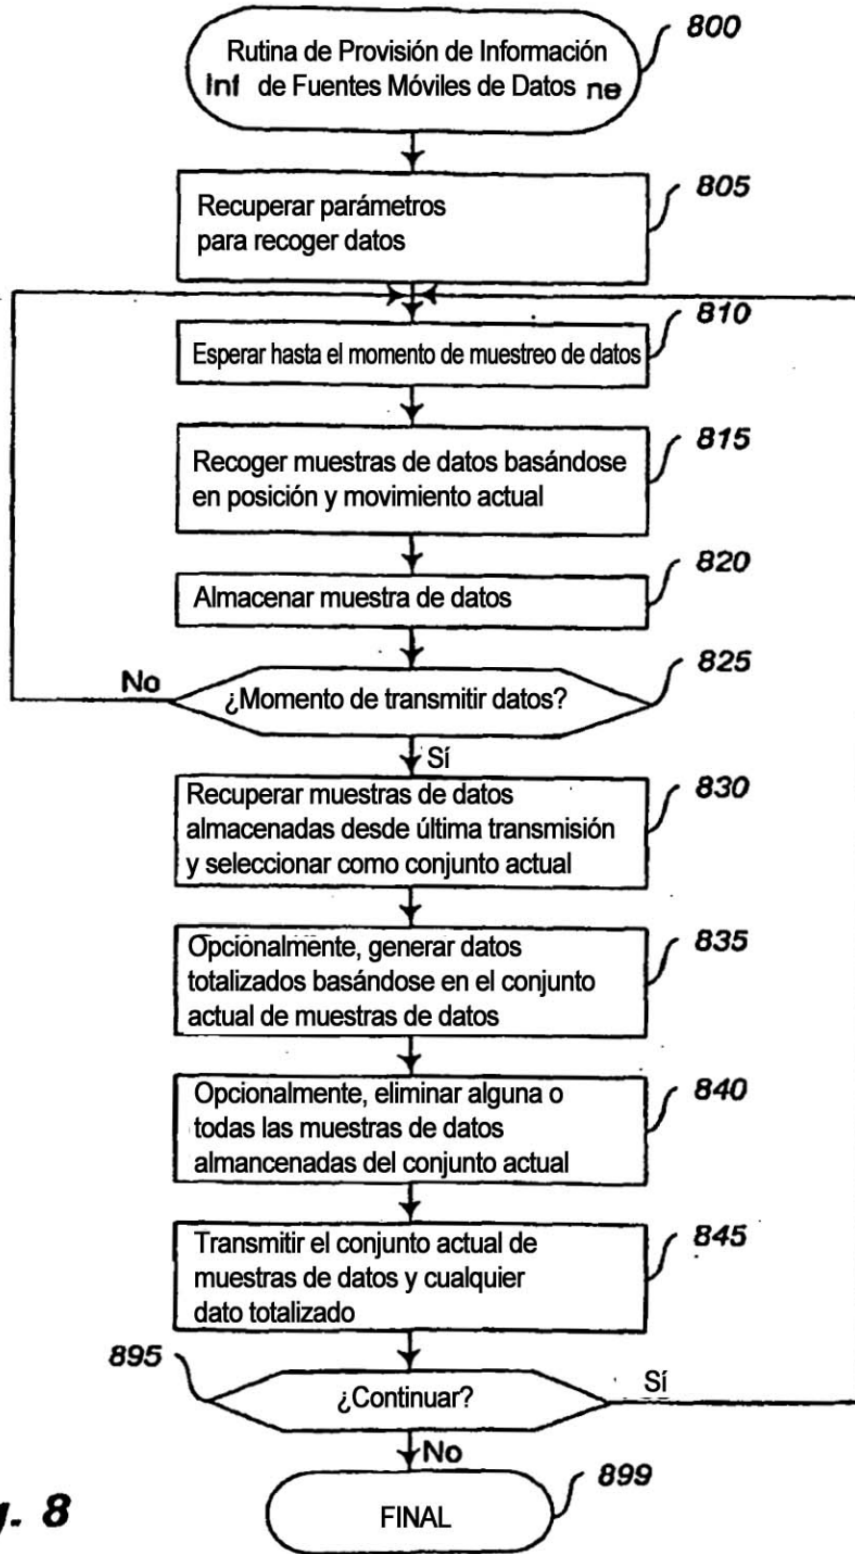 800
Rutina de Provisión de Información
Inf de Fuentes Móviles de Datos ne
805
Recuperar parámetros
para recoger datos
810
Esperar hasta el momento de muestreo de datos
815
Recoger muestras de datos basándose
en posición y movimiento actual
820
Almacenar muestra de datos
825
No
¿Momento de transmitir datos?
Sí
830
Recuperar muestras de datos
almacenadas desde última transmisión
y seleccionar como conjunto actual
835
Opcionalmente, generar datos
totalizados basándose en el conjunto
actual de muestras de datos
840
Opcionalmente, eliminar alguna o
todas las muestras de datos
almancenadas del conjunto actual
845
Transmitir el conjunto actual de
muestras de datos y cualquier
dato totalizado
895
¿Continuar?
Sí
No
899
FINAL
g. 8